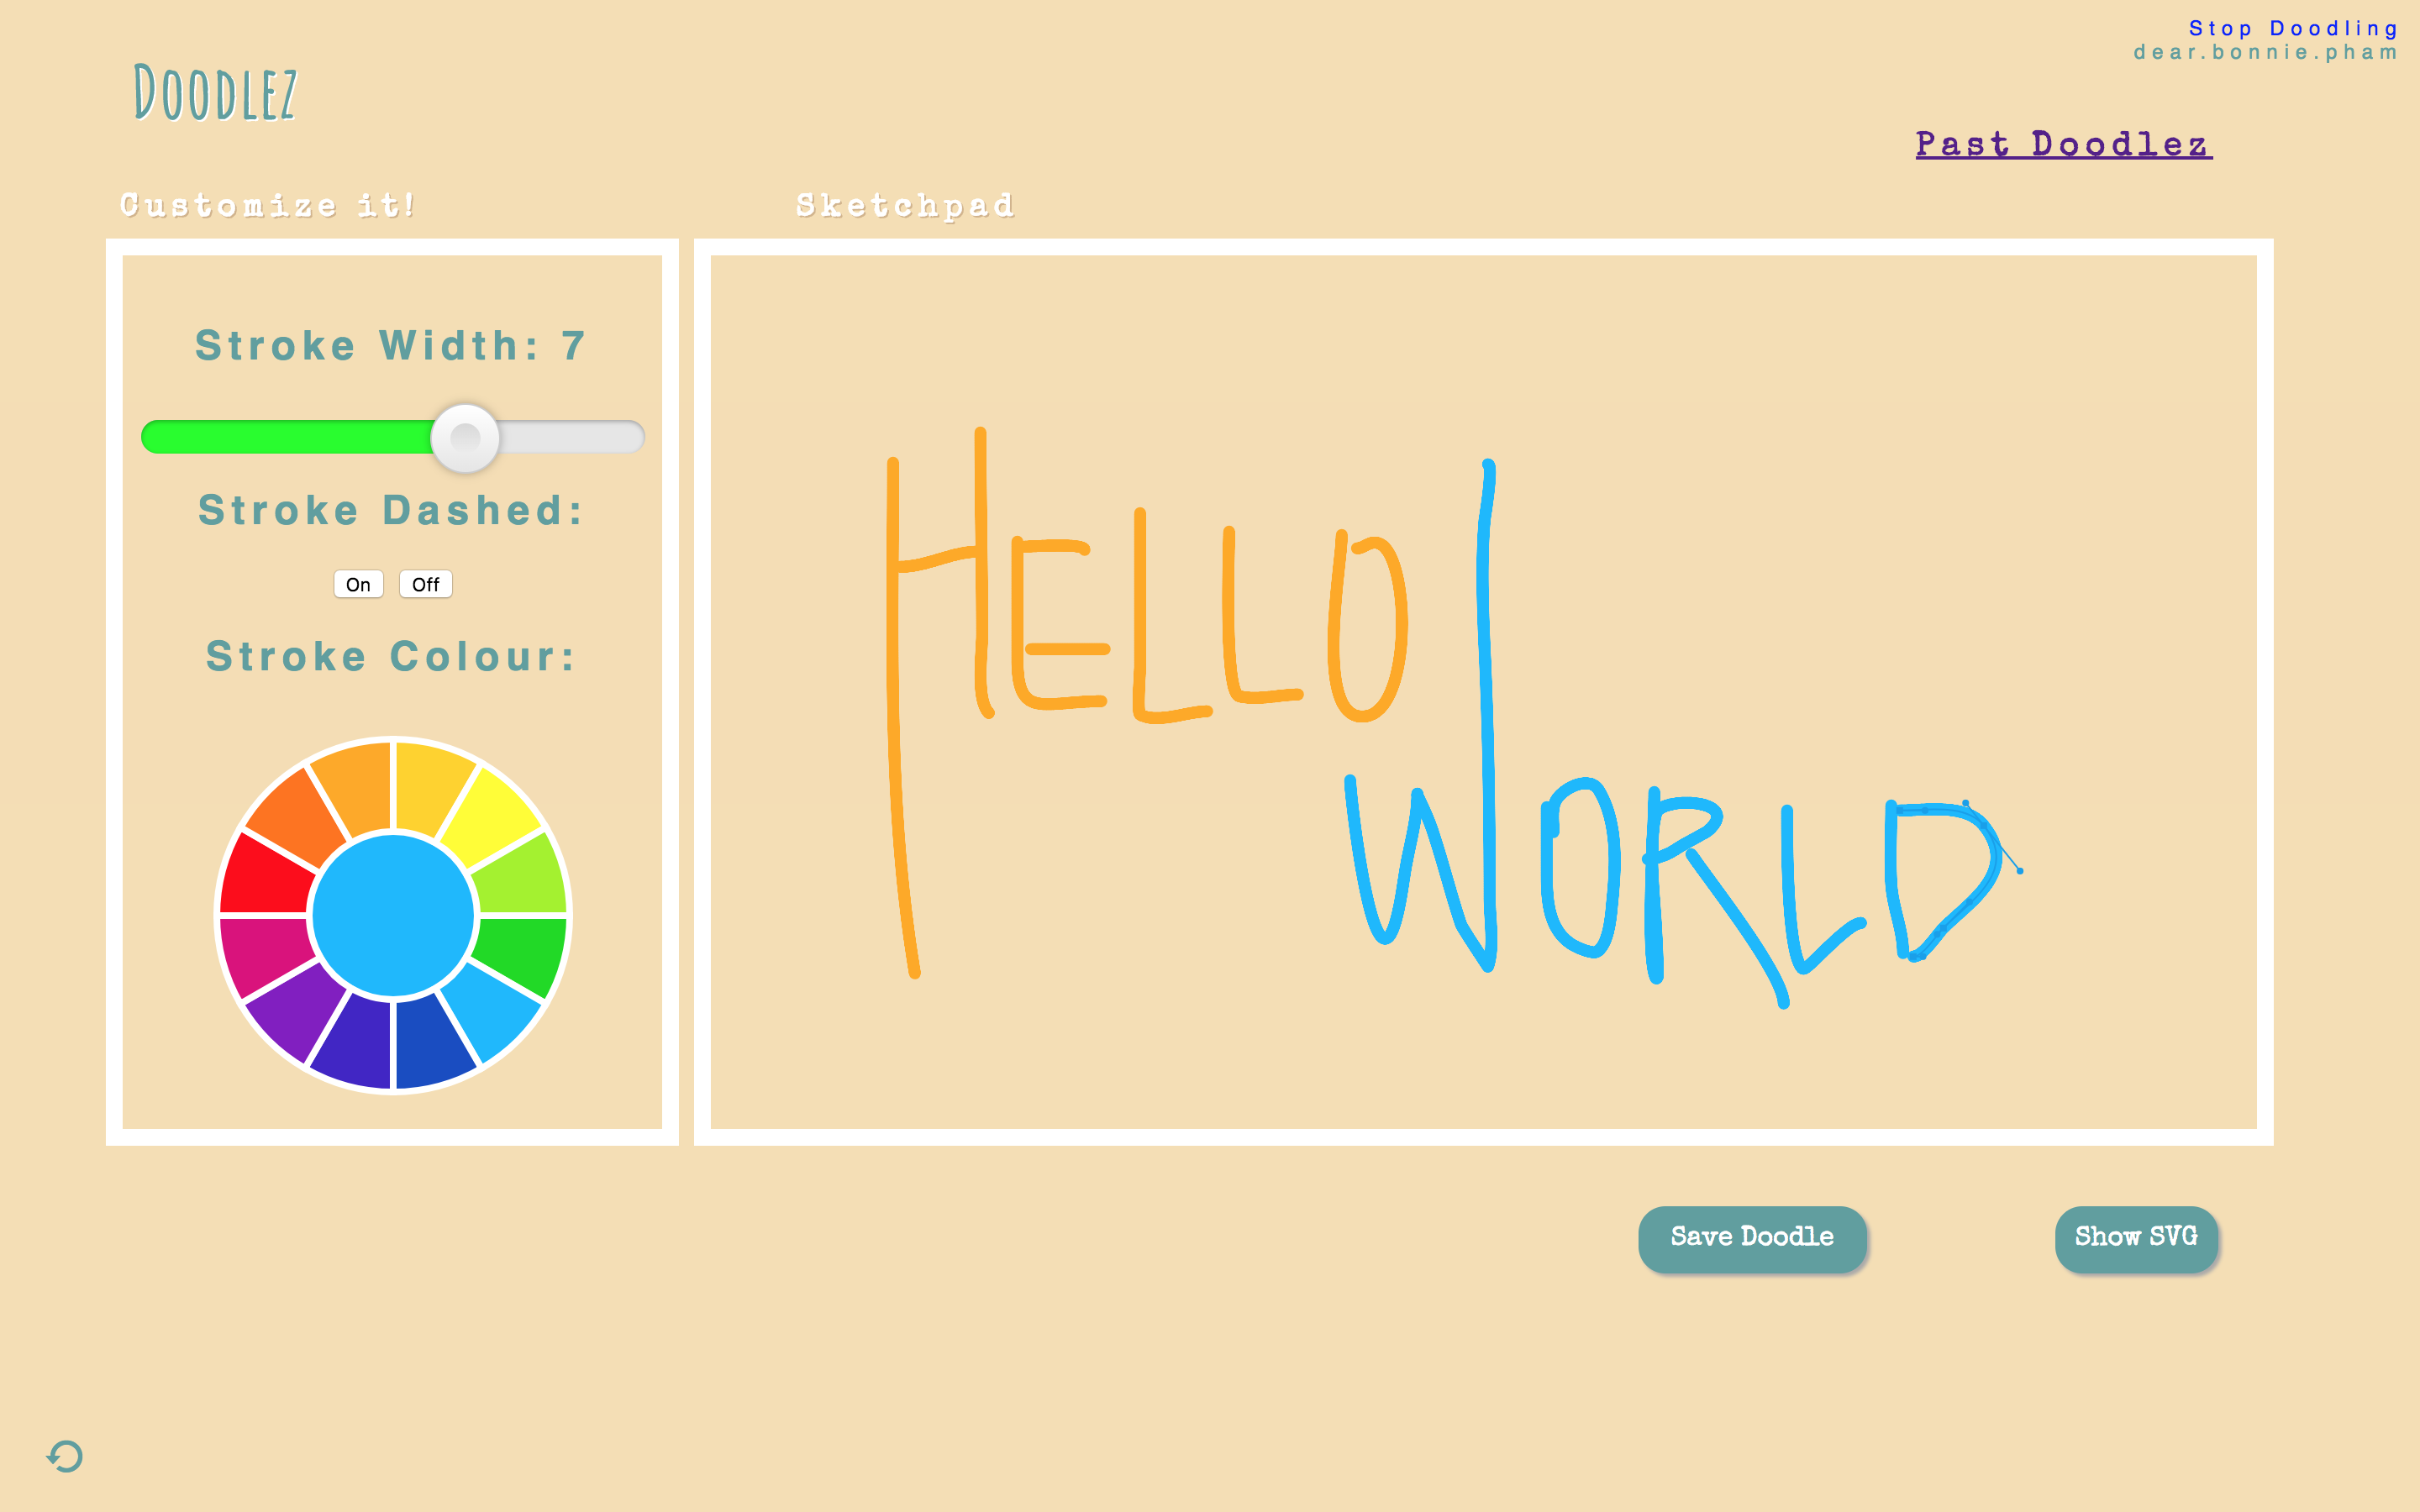 Stop Doodling
dear.bonnie.pham
Doodlez
Past Doodlez
Customize it!
Sketchpad
Stroke Width: 7
Stroke Dashed:
On Off
Stroke Colour:
HELLO
WORLD
Save Doodle
Show SVG